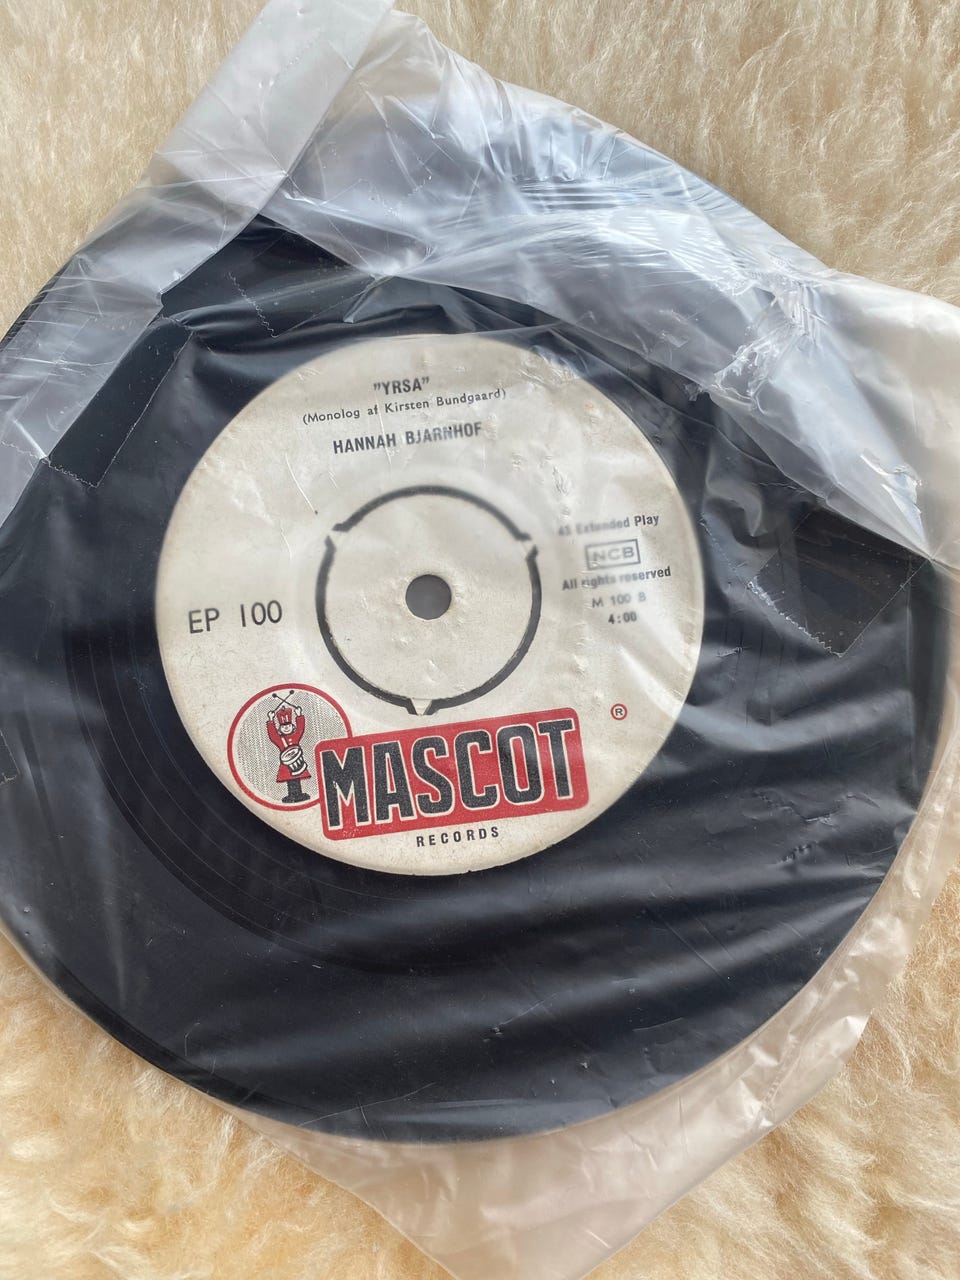 "YRSA"
(Monolog af Kirsten Bundgaard)
HANNAH BJARNHOF
45 Extended Play
NCB
All rights reserved
M 100 B
4:00
EP 100
M
MASCOT
®
RECORDS